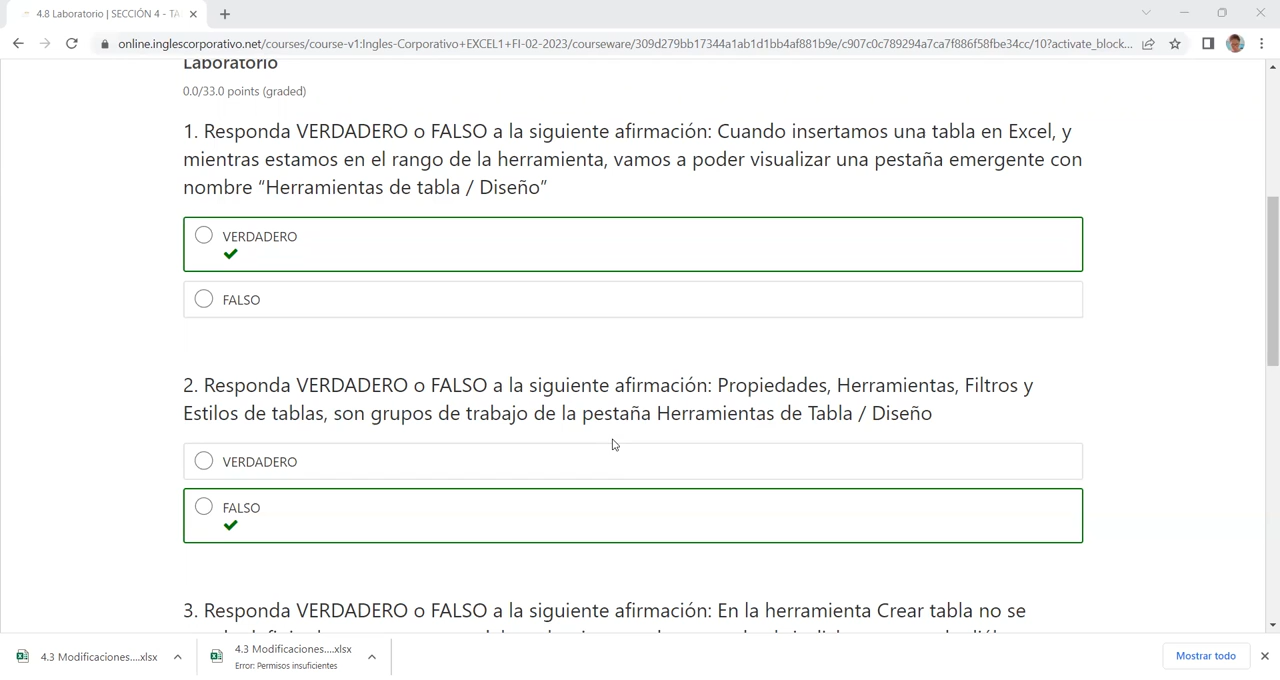 4.8 Laboratorio | SECCIÓN 4 - TA
online.inglescorporativo.net/courses/course-v1:Ingles-Corporativo+EXCEL1+FI-02-2023/courseware/309d279bb17344a1ab1d1bb4af881b9e/c907c0c789294a7ca7f886f58fbe34cc/10?activate_block...
Laboratorio
0.0/33.0 points (graded)
1. Responda VERDADERO o FALSO a la siguiente afirmación: Cuando insertamos una tabla en Excel, y
mientras estamos en el rango de la herramienta, vamos a poder visualizar una pestaña emergente con
nombre “Herramientas de tabla / Diseño”
VERDADERO
FALSO
2. Responda VERDADERO o FALSO a la siguiente afirmación: Propiedades, Herramientas, Filtros y
Estilos de tablas, son grupos de trabajo de la pestaña Herramientas de Tabla / Diseño
VERDADERO
FALSO
3. Responda VERDADERO o FALSO a la siguiente afirmación: En la herramienta Crear tabla no se
4.3 Modificaciones....xlsx
4.3 Modificaciones....xlsx
Error: Permisos insuficientes
Mostrar todo